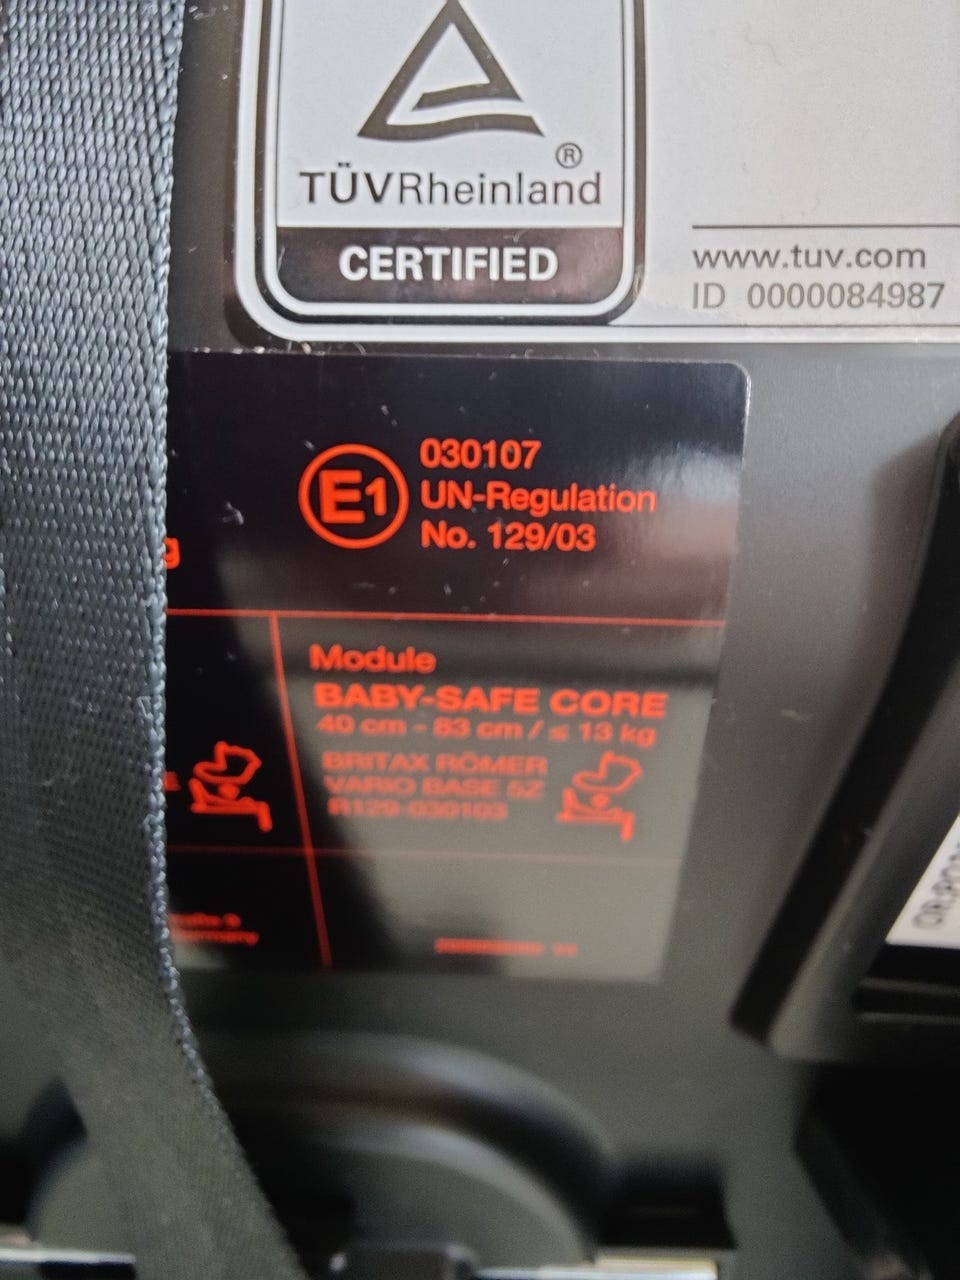 ®
TÜVRheinland
CERTIFIED
www.tuv.com
ID 0000084987
E1
030107
UN-Regulation
No. 129/03
Module
BABY-SAFE CORE
40 cm - 83 cm / ≤ 13 kg
BRITAX RÖMER
VARIO BASE 5Z
R129-030103